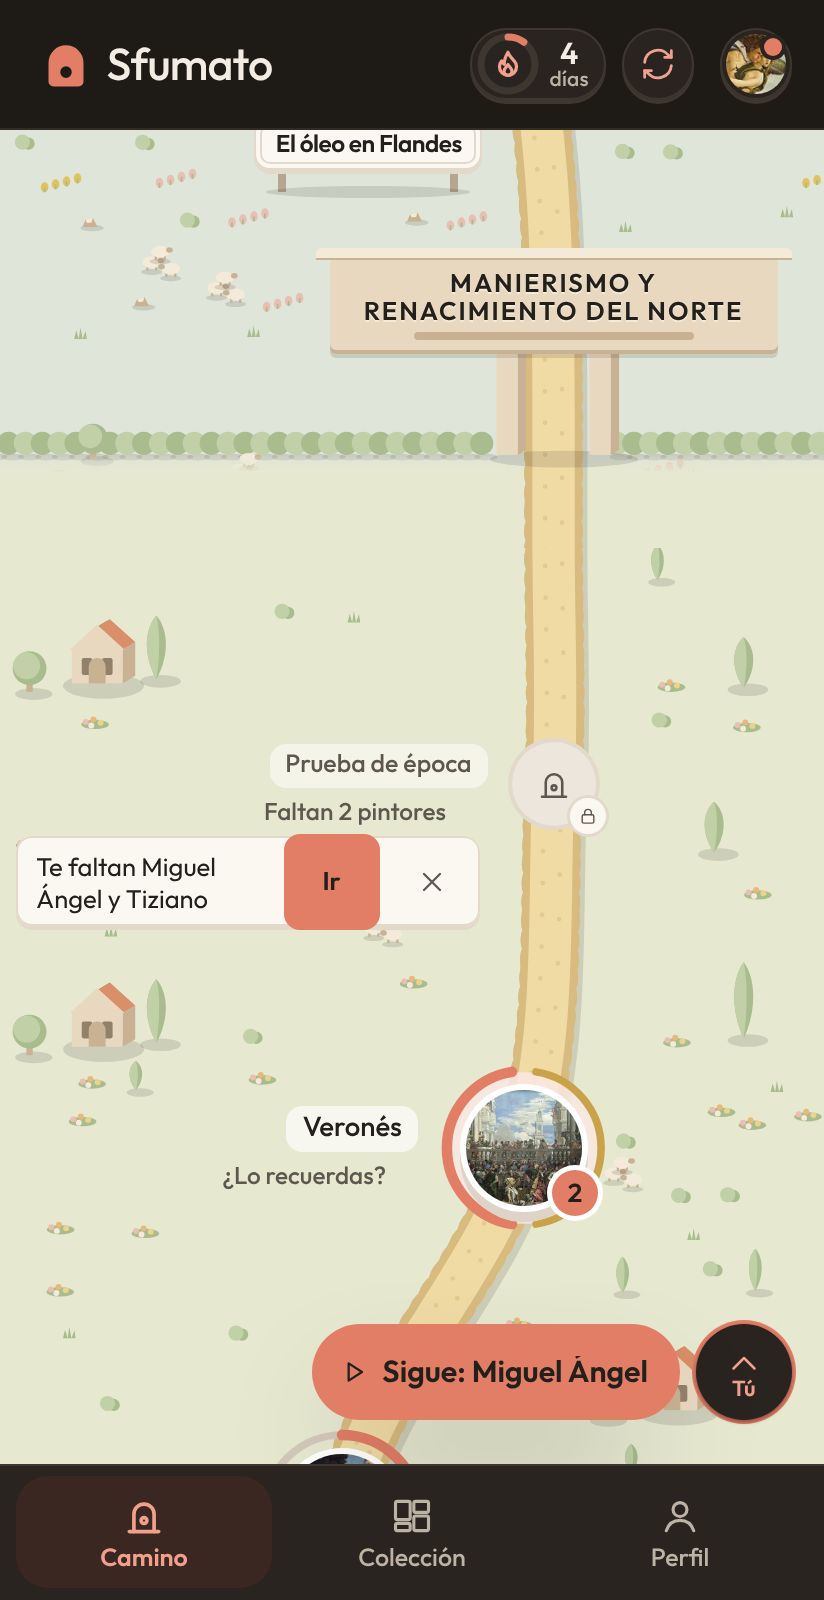 Sfumato
4
días
El óleo en Flandes
MANIERISMO Y
RENACIMIENTO DEL NORTE
Prueba de época
Faltan 2 pintores
Te faltan Miguel
Ángel y Tiziano
Ir
Veronés
¿Lo recuerdas?
2
Sigue: Miguel Ángel
Tú
Camino
Colección
Perfil